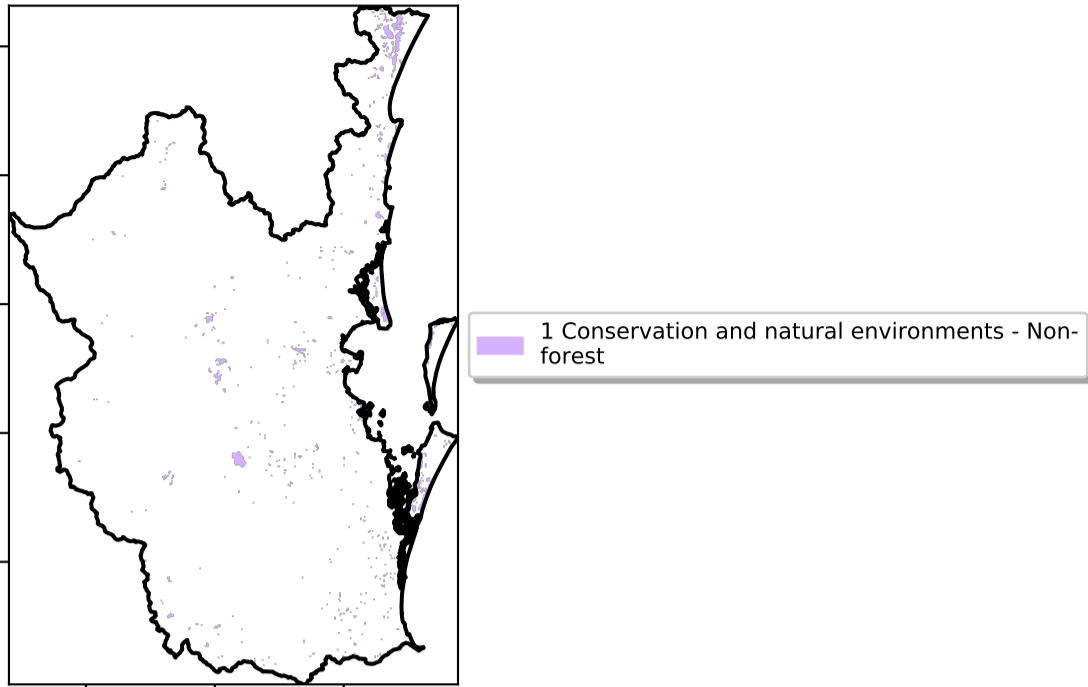 1 Conservation and natural environments - Non-
forest